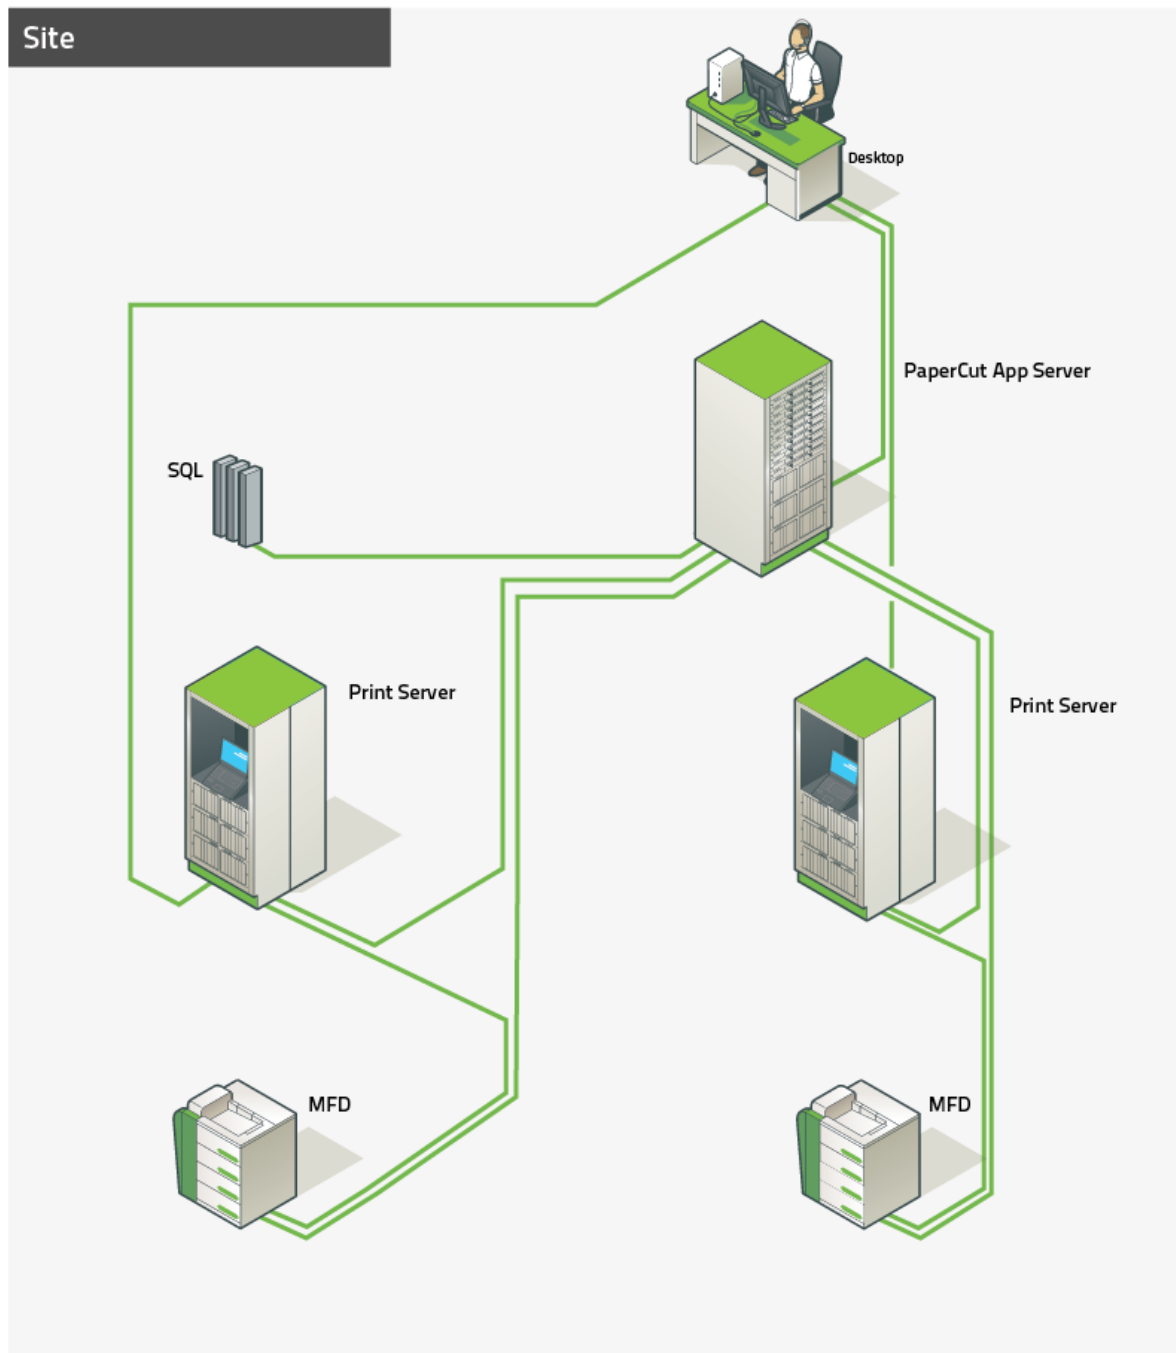 Site
Desktop
PaperCut App Server
SQL
Print Server
Print Server
MFD
MFD